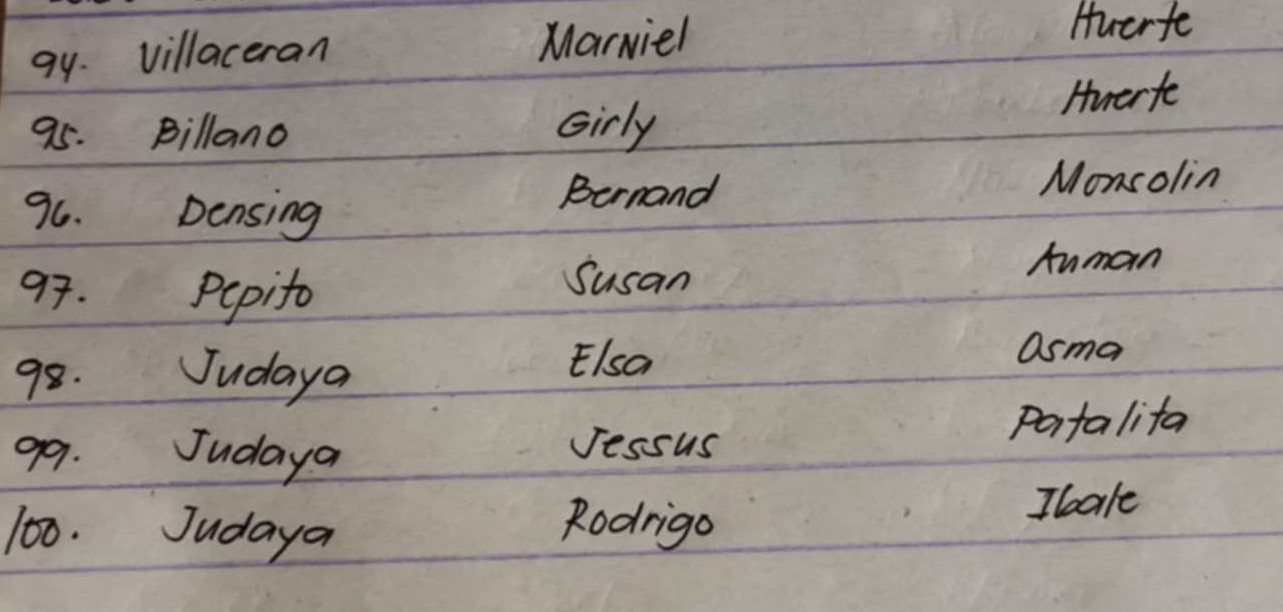 94. Villaceran Marniel Huerte
95. Billano Girly Huerte
96. Densing Bernand Monsolin
97. Pepito Susan Anman
98. Judaya Elsa Osma
99. Judaya Jessus Patalita
100. Judaya Rodrigo Ibale